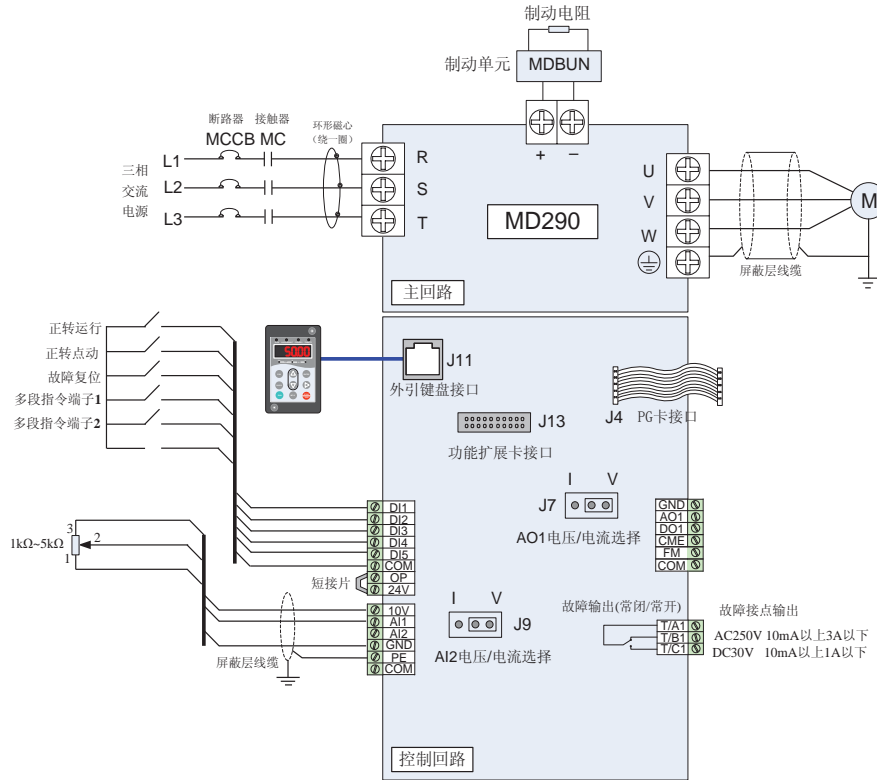 制动电阻
制动单元
MDBUN
断路器
接触器
环形磁心
(绕一圈)
MCCB MC
+
−
三相
交流
电源
L1
L2
L3
R
S
T
MD290
U
V
W
M
主回路
屏蔽层线缆
正转运行
正转点动
故障复位
多段指令端子1
多段指令端子2
5000
J11
外引键盘接口
J13
功能扩展卡接口
J4
PG卡接口
I V
J7
AO1电压/电流选择
DI1
DI2
DI3
DI4
DI5
COM
OP
24V
短接片
GND
AO1
DO1
CME
FM
COM
3
1kΩ~5kΩ
2
1
10V
AI1
AI2
GND
PE
COM
屏蔽层线缆
I V
J9
AI2电压/电流选择
故障输出(常闭/常开)
故障接点输出
T/A1
T/B1
T/C1
AC250V 10mA以上3A以下
DC30V 10mA以上1A以下
控制回路